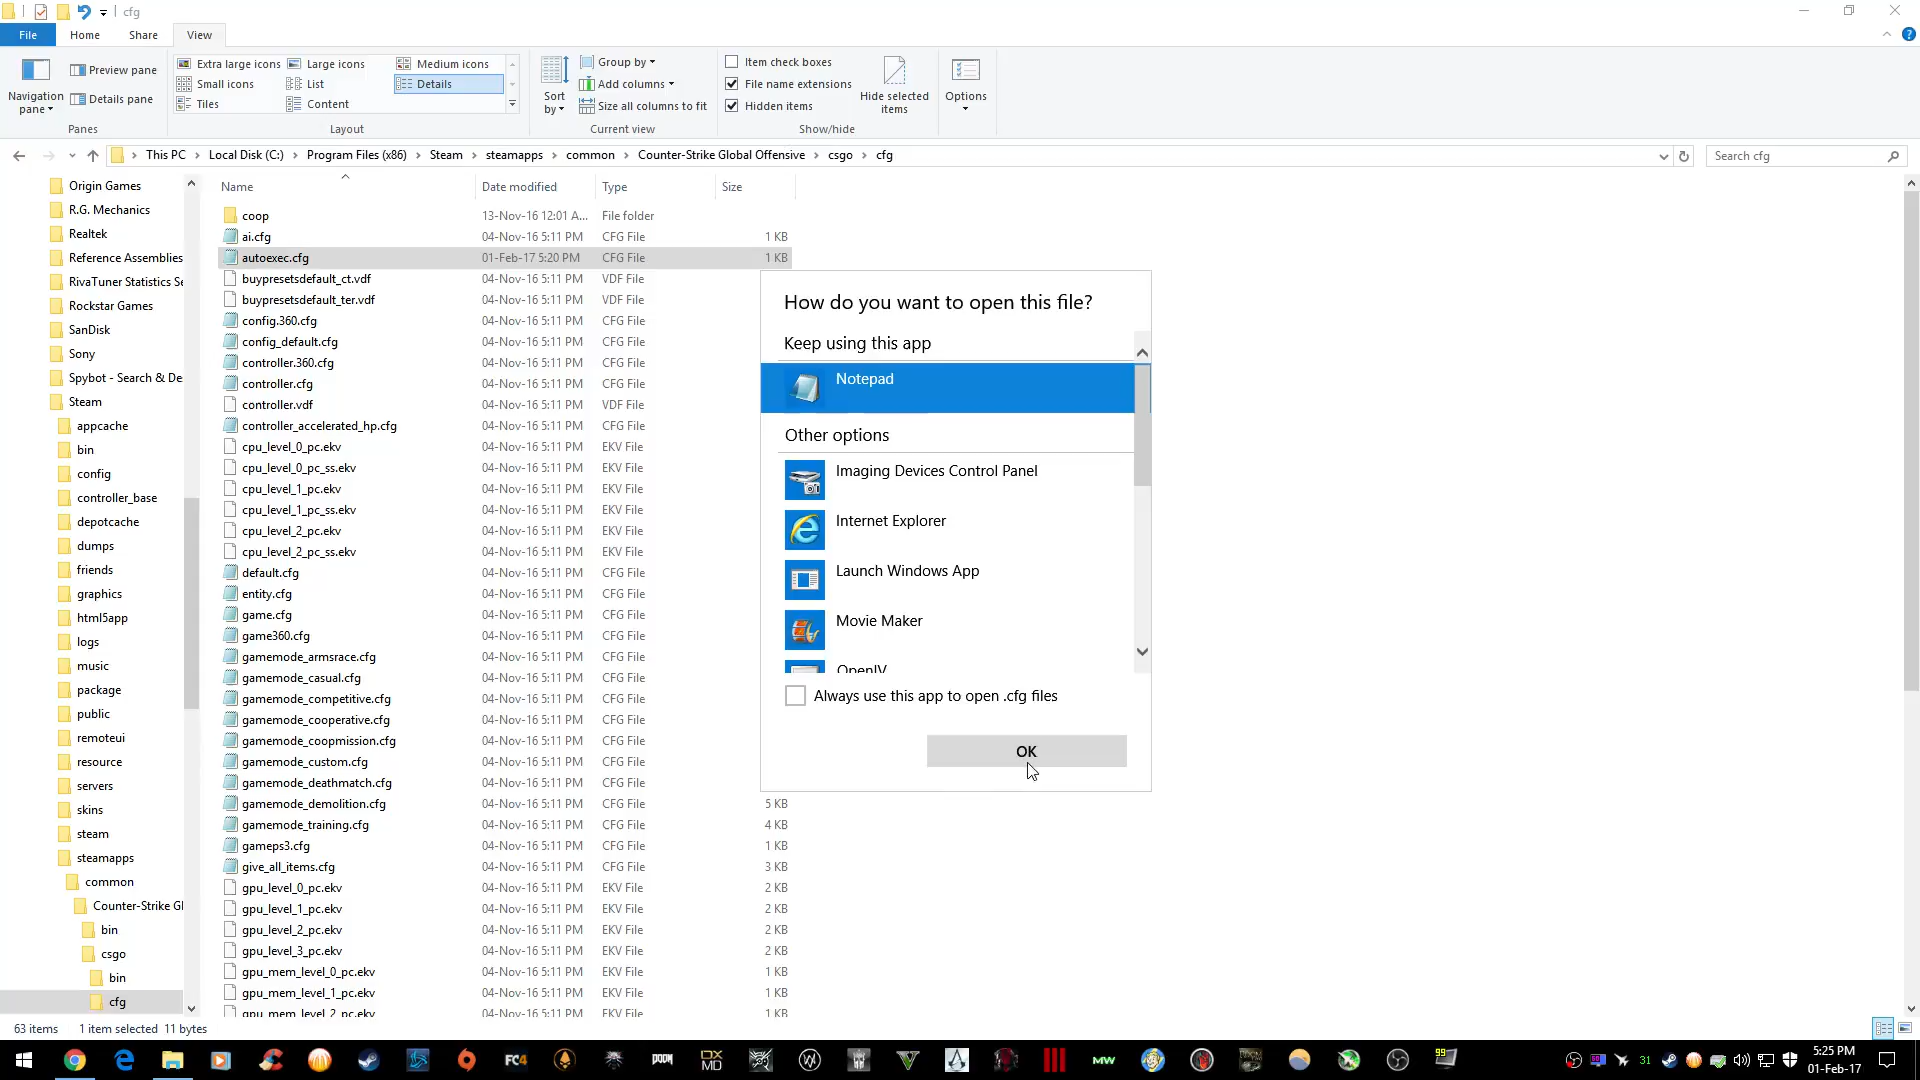 cfg
File Home Share View
Navigation pane
Preview pane
Details pane
Panes
Extra large icons Large icons Medium icons
Small icons List Details
Tiles Content
Layout
Sort by
Group by
Add columns
Size all columns to fit
Current view
Item check boxes
File name extensions
Hidden items
Hide selected items
Show/hide
Options
This PC Local Disk (C:) Program Files (x86) Steam steamapps common Counter-Strike Global Offensive csgo cfg
Search cfg
Origin Games
R.G. Mechanics
Realtek
Reference Assemblies
RivaTuner Statistics Se
Rockstar Games
SanDisk
Sony
Spybot - Search & De
Steam
appcache
bin
config
controller_base
depotcache
dumps
friends
graphics
html5app
logs
music
package
public
remoteui
resource
servers
skins
steam
steamapps
common
Counter-Strike Gl
bin
csgo
bin
cfg
Name Date modified Type Size
coop 13-Nov-16 12:01 A... File folder
ai.cfg 04-Nov-16 5:11 PM CFG File 1 KB
autoexec.cfg 01-Feb-17 5:20 PM CFG File 1 KB
buypresetsdefault_ct.vdf 04-Nov-16 5:11 PM VDF File
buypresetsdefault_ter.vdf 04-Nov-16 5:11 PM VDF File
config.360.cfg 04-Nov-16 5:11 PM CFG File
config_default.cfg 04-Nov-16 5:11 PM CFG File
controller.360.cfg 04-Nov-16 5:11 PM CFG File
controller.cfg 04-Nov-16 5:11 PM CFG File
controller.vdf 04-Nov-16 5:11 PM VDF File
controller_accelerated_hp.cfg 04-Nov-16 5:11 PM CFG File
cpu_level_0_pc.ekv 04-Nov-16 5:11 PM EKV File
cpu_level_0_pc_ss.ekv 04-Nov-16 5:11 PM EKV File
cpu_level_1_pc.ekv 04-Nov-16 5:11 PM EKV File
cpu_level_1_pc_ss.ekv 04-Nov-16 5:11 PM EKV File
cpu_level_2_pc.ekv 04-Nov-16 5:11 PM EKV File
cpu_level_2_pc_ss.ekv 04-Nov-16 5:11 PM EKV File
default.cfg 04-Nov-16 5:11 PM CFG File
entity.cfg 04-Nov-16 5:11 PM CFG File
game.cfg 04-Nov-16 5:11 PM CFG File
game360.cfg 04-Nov-16 5:11 PM CFG File
gamemode_armsrace.cfg 04-Nov-16 5:11 PM CFG File
gamemode_casual.cfg 04-Nov-16 5:11 PM CFG File
gamemode_competitive.cfg 04-Nov-16 5:11 PM CFG File
gamemode_cooperative.cfg 04-Nov-16 5:11 PM CFG File
gamemode_coopmission.cfg 04-Nov-16 5:11 PM CFG File
gamemode_custom.cfg 04-Nov-16 5:11 PM CFG File
gamemode_deathmatch.cfg 04-Nov-16 5:11 PM CFG File
gamemode_demolition.cfg 04-Nov-16 5:11 PM CFG File 5 KB
gamemode_training.cfg 04-Nov-16 5:11 PM CFG File 4 KB
gameps3.cfg 04-Nov-16 5:11 PM CFG File 1 KB
give_all_items.cfg 04-Nov-16 5:11 PM CFG File 3 KB
gpu_level_0_pc.ekv 04-Nov-16 5:11 PM EKV File 2 KB
gpu_level_1_pc.ekv 04-Nov-16 5:11 PM EKV File 2 KB
gpu_level_2_pc.ekv 04-Nov-16 5:11 PM EKV File 2 KB
gpu_level_3_pc.ekv 04-Nov-16 5:11 PM EKV File 2 KB
gpu_mem_level_0_pc.ekv 04-Nov-16 5:11 PM EKV File 1 KB
gpu_mem_level_1_pc.ekv 04-Nov-16 5:11 PM EKV File 1 KB
gpu_mem_level_2_pc.ekv 04-Nov-16 5:11 PM EKV File 1 KB
How do you want to open this file?
Keep using this app
Notepad
Other options
Imaging Devices Control Panel
Internet Explorer
Launch Windows App
Movie Maker
OpenIV
Always use this app to open .cfg files
OK
63 items 1 item selected 11 bytes
FC4 DOOM DX MD MW 99 31
5:25 PM
01-Feb-17